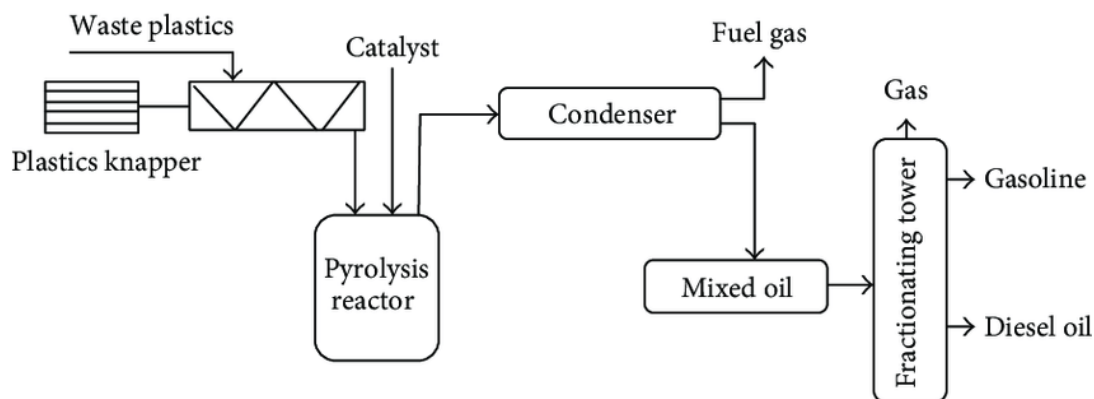 Waste plastics
Catalyst
Fuel gas
Gas
Condenser
Plastics knapper
Gasoline
Pyrolysis
reactor
Mixed oil
Fractionating tower
Diesel oil